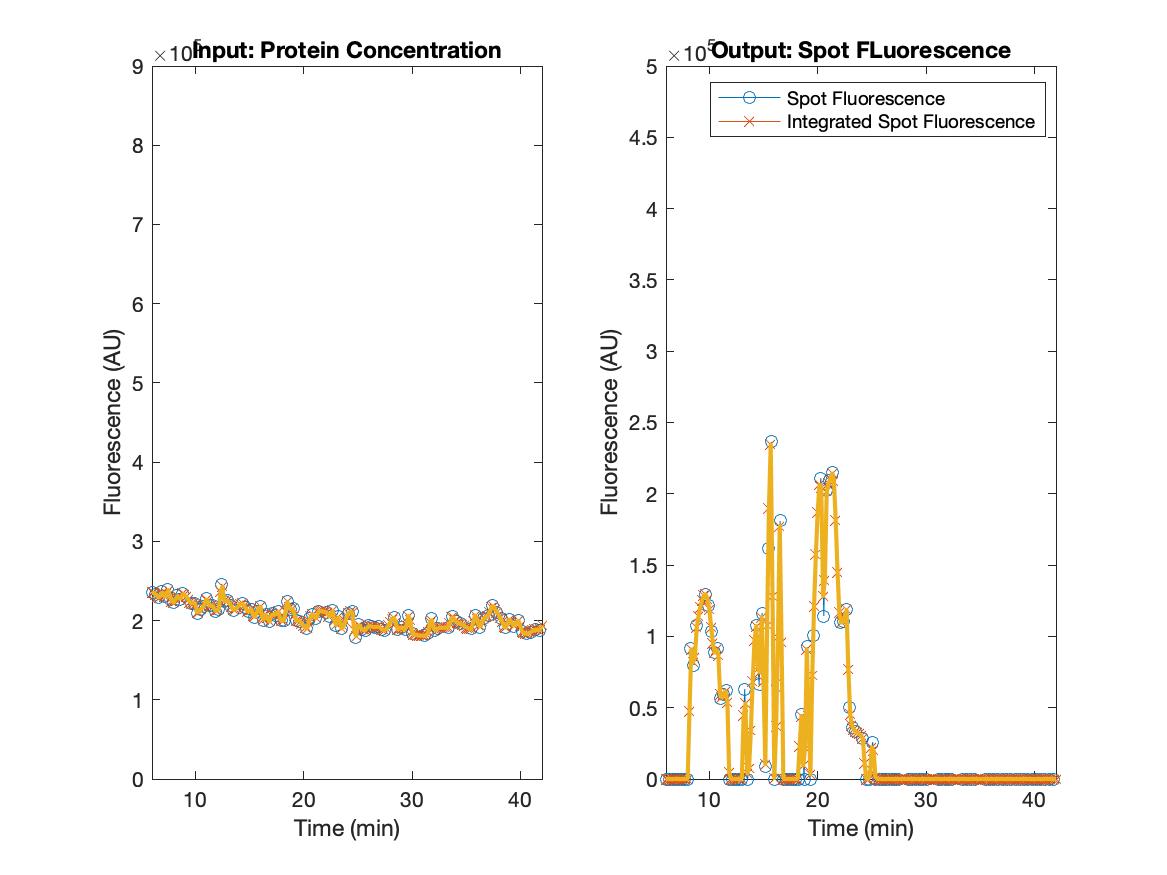 ×10⁵
Input: Protein Concentration
9
8
7
6
5
4
3
2
1
0
Fluorescence (AU)
10 20 30 40
Time (min)
×10⁵
Output: Spot FLuorescence
Spot Fluorescence
Integrated Spot Fluorescence
5
4.5
4
3.5
3
2.5
2
1.5
1
0.5
0
Fluorescence (AU)
10 20 30 40
Time (min)